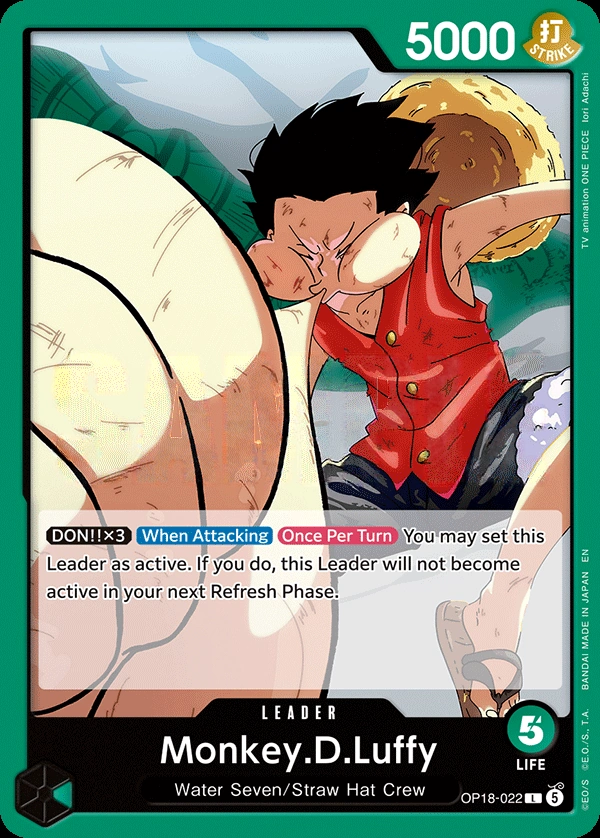 5000
打
STRIKE
TV animation ONE PIECE Iori Adachi
SAMPLE
DON!!×3 When Attacking Once Per Turn You may set this
Leader as active. If you do, this Leader will not become
active in your next Refresh Phase.
BANDAI MADE IN JAPAN EN
©E.O./S., T.A.
©EO/S
LEADER
Monkey.D.Luffy
Water Seven/Straw Hat Crew
5
LIFE
OP18-022 L 5